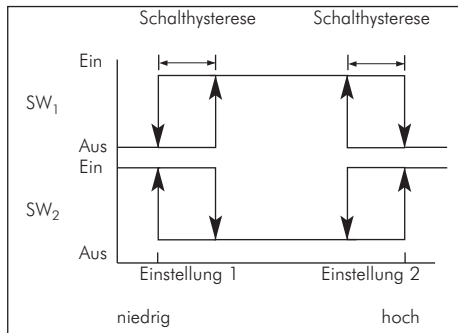 Schalthysterese Schalthysterese
Ein
SW1
Aus
Ein
SW2
Aus
Einstellung 1 Einstellung 2
niedrig hoch